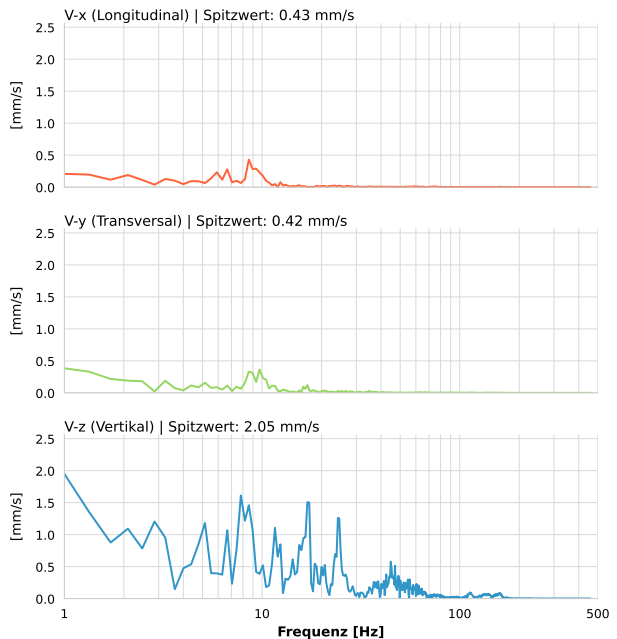 V-x (Longitudinal) | Spitzwert: 0.43 mm/s
2.5
2.0
1.5
1.0
0.5
0.0
[mm/s]
V-y (Transversal) | Spitzwert: 0.42 mm/s
2.5
2.0
1.5
1.0
0.5
0.0
[mm/s]
V-z (Vertikal) | Spitzwert: 2.05 mm/s
2.5
2.0
1.5
1.0
0.5
0.0
[mm/s]
1 10 100 500
Frequenz [Hz]